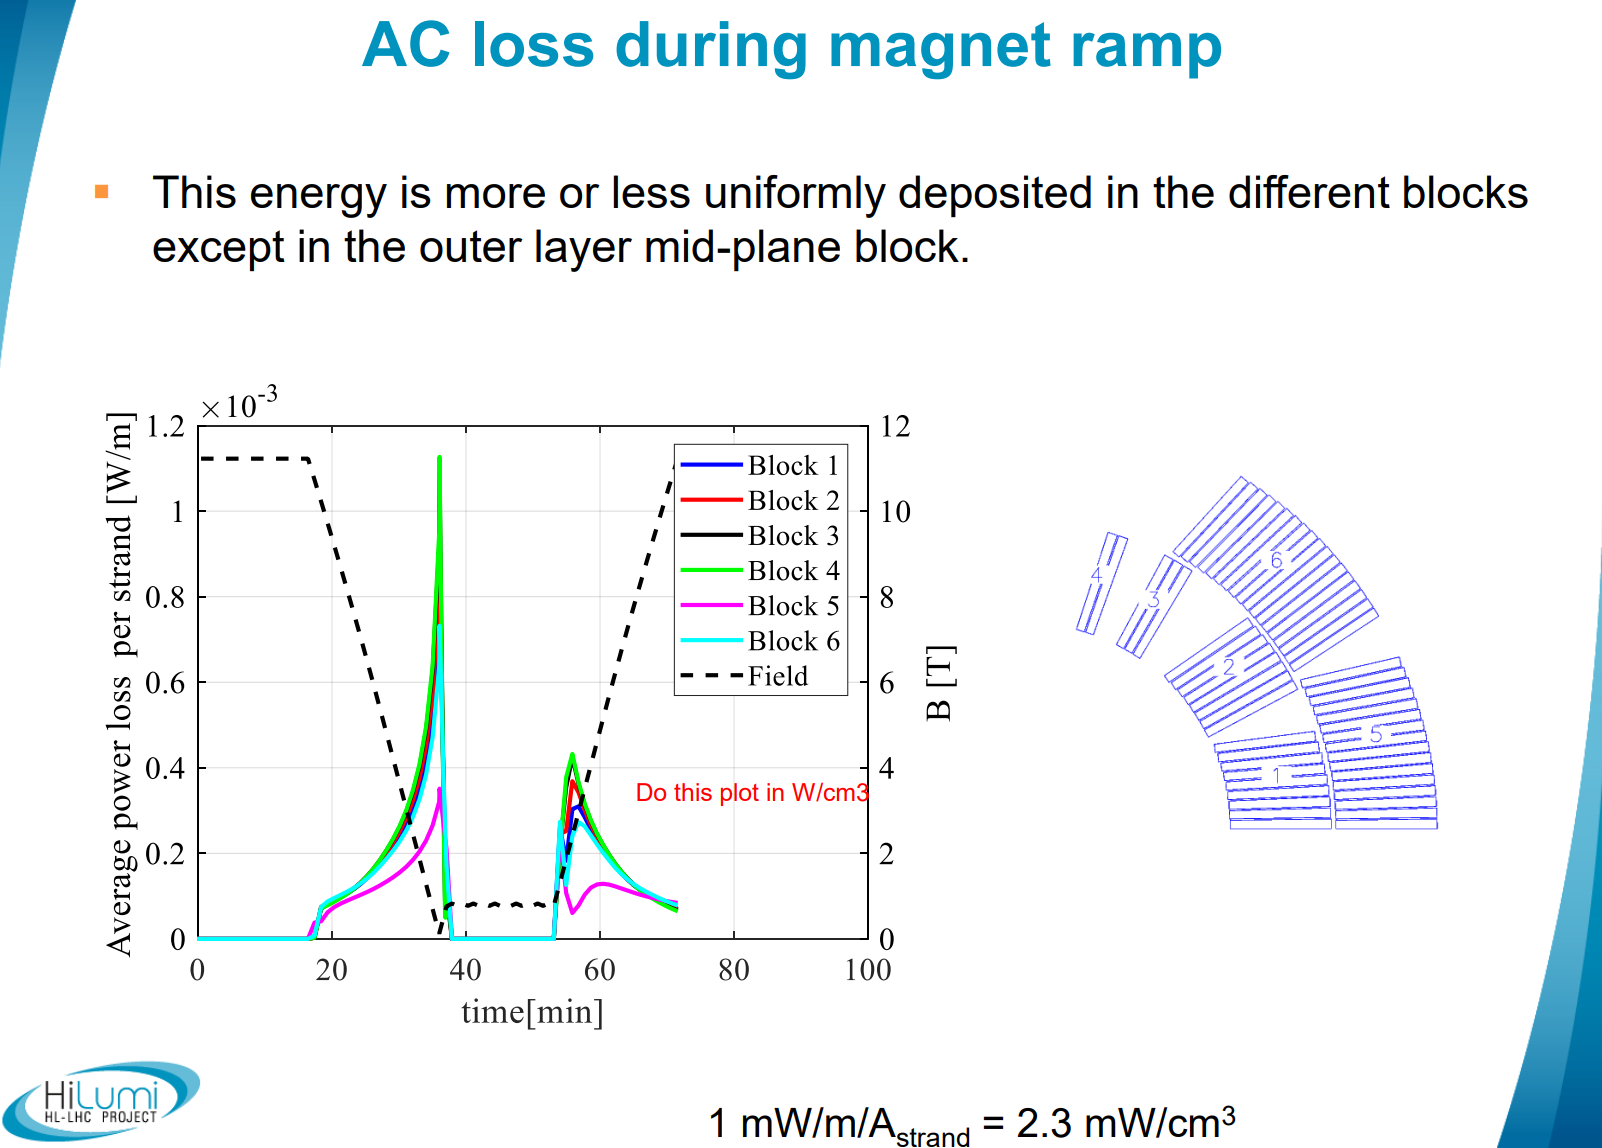 AC loss during magnet ramp
▪ This energy is more or less uniformly deposited in the different blocks
except in the outer layer mid-plane block.
×10⁻³
Average power loss per strand [W/m]
1.2
1
0.8
0.6
0.4
0.2
0
12
10
8
6
4
2
0
B [T]
Block 1
Block 2
Block 3
Block 4
Block 5
Block 6
Field
Do this plot in W/cm3
0 20 40 60 80 100
time[min]
4
3
6
2
5
1
HiLumi
HL-LHC PROJECT
1 mW/m/Astrand = 2.3 mW/cm³